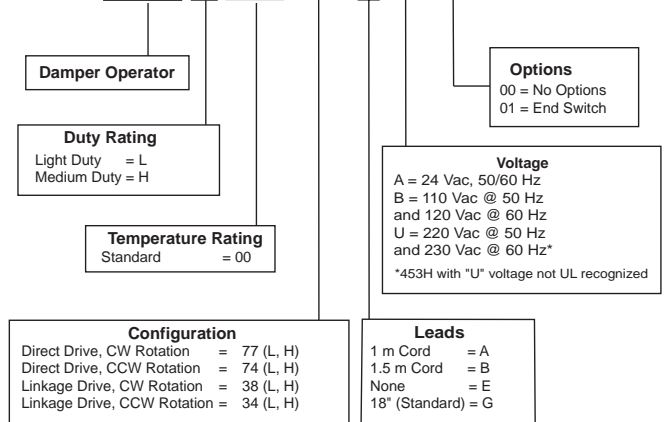 Damper Operator
Options
00 = No Options
01 = End Switch
Duty Rating
Light Duty = L
Medium Duty = H
Voltage
A = 24 Vac, 50/60 Hz
B = 110 Vac @ 50 Hz
and 120 Vac @ 60 Hz
U = 220 Vac @ 50 Hz
and 230 Vac @ 60 Hz*
*453H with "U" voltage not UL recognized
Temperature Rating
Standard = 00
Configuration
Direct Drive, CW Rotation = 77 (L, H)
Direct Drive, CCW Rotation = 74 (L, H)
Linkage Drive, CW Rotation = 38 (L, H)
Linkage Drive, CCW Rotation = 34 (L, H)
Leads
1 m Cord = A
1.5 m Cord = B
None = E
18" (Standard) = G